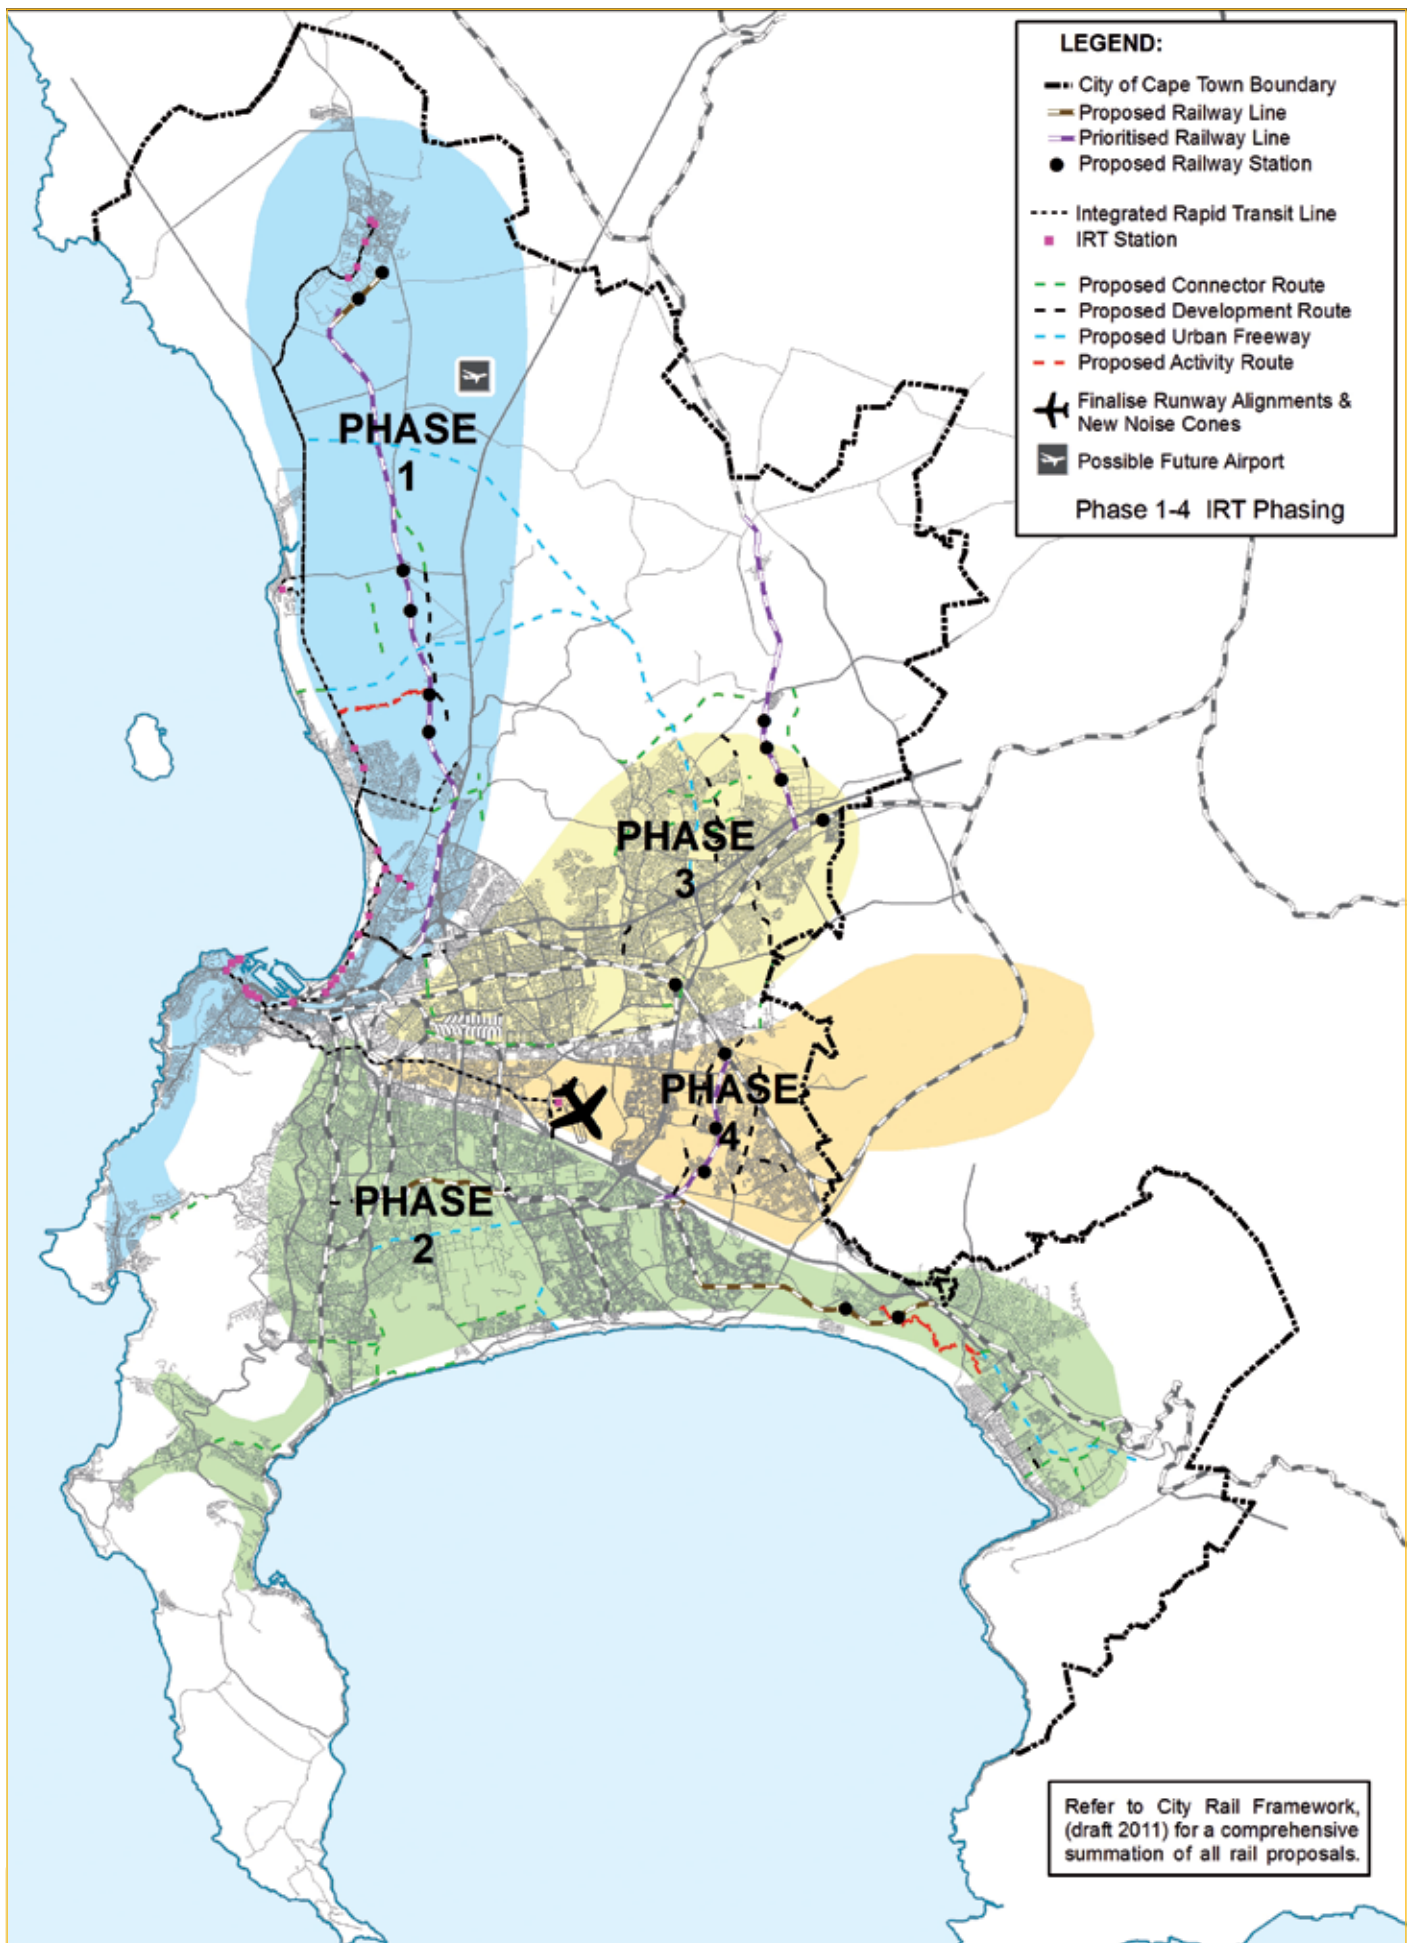 LEGEND:
City of Cape Town Boundary
Proposed Railway Line
Prioritised Railway Line
Proposed Railway Station
Integrated Rapid Transit Line
IRT Station
Proposed Connector Route
Proposed Development Route
Proposed Urban Freeway
Proposed Activity Route
Finalise Runway Alignments &
New Noise Cones
Possible Future Airport
Phase 1-4 IRT Phasing
PHASE
1
PHASE
3
PHASE
4
PHASE
2
Refer to City Rail Framework,
(draft 2011) for a comprehensive
summation of all rail proposals.